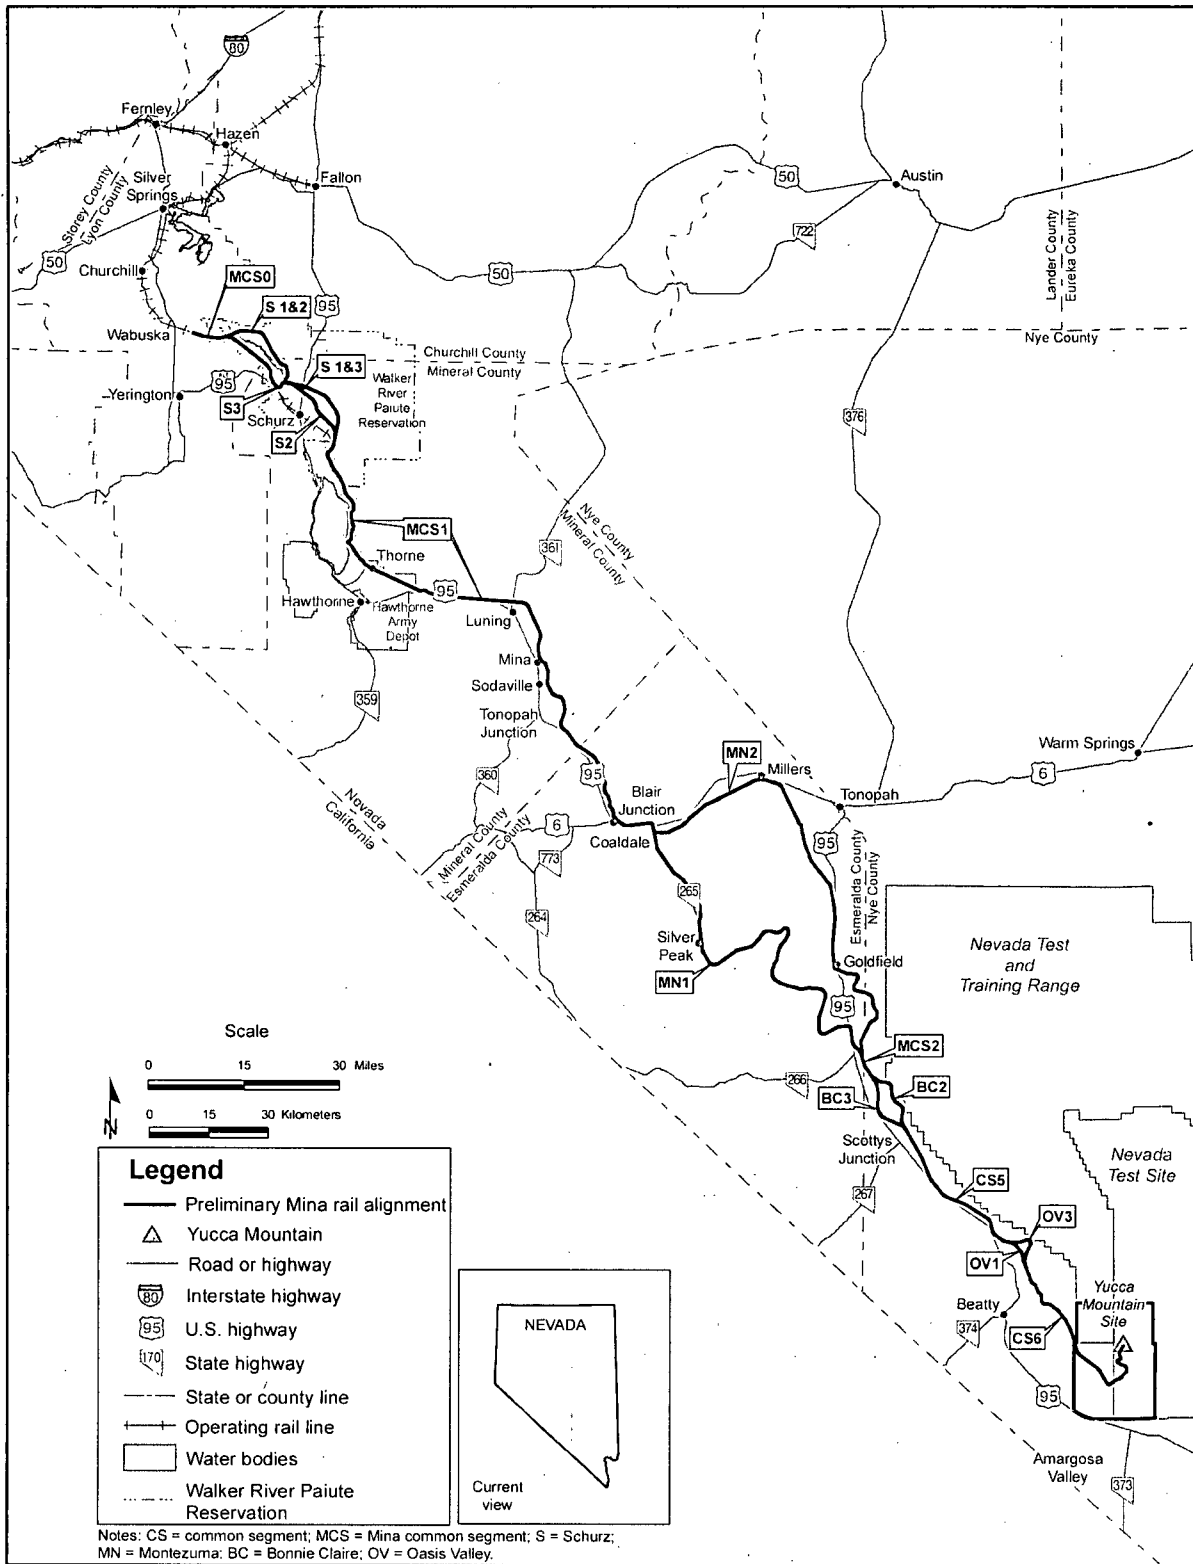 80
Fernley
Hazen
Silver
Springs
Fallon
Storey County
Lyon County
50
Austin
722
Churchill
50
50
MCS0
S 1&2
95
Lander County
Eureka County
Wabuska
Nye County
Churchill County
Mineral County
S 1&3
95
Walker
River
Paiute
Reservation
Yerington
S3
Schurz
S2
376
MCS1
Nye County
Mineral County
361
Thorne
95
Hawthorne
Hawthorne
Army
Depot
Luning
Mina
Sodaville
359
Tonopah
Junction
Warm Springs
MN2
6
360
95
Millers
Nevada
California
Blair
Junction
Tonopah
6
Coaldale
95
Mineral County
Esmeralda County
773
Esmeralda County
Nye County
265
264
Silver
Peak
Goldfield
Nevada Test
and
Training Range
MN1
95
Scale
MCS2
0 15 30 Miles
266
BC3
BC2
0 15 30 Kilometers
N
Scottys
Junction
Nevada
Test Site
CS5
267
OV3
OV1
Yucca
Mountain
Site
Beatty
374
CS6
95
Amargosa
Valley
373
Legend
Preliminary Mina rail alignment
Yucca Mountain
Road or highway
80
Interstate highway
95
U.S. highway
170
State highway
State or county line
Operating rail line
Water bodies
Walker River Paiute
Reservation
NEVADA
Current
view
Notes: CS = common segment; MCS = Mina common segment; S = Schurz;
MN = Montezuma; BC = Bonnie Claire; OV = Oasis Valley.